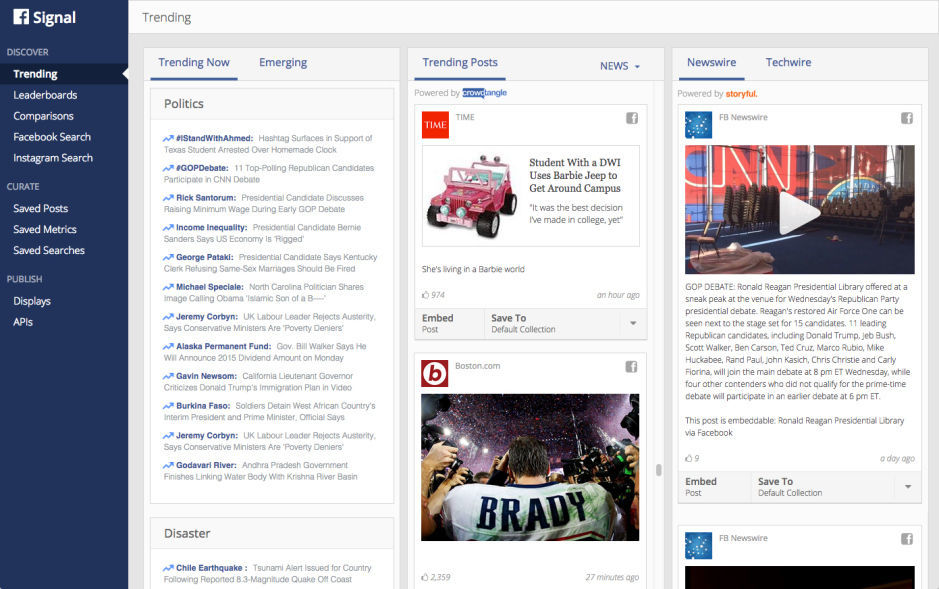 Signal
DISCOVER
Trending
Leaderboards
Comparisons
Facebook Search
Instagram Search
CURATE
Saved Posts
Saved Metrics
Saved Searches
PUBLISH
Displays
APIs
Trending
Trending Now
Emerging
Politics
#IStandWithAhmed: Hashtag Surfaces in Support of
Texas Student Arrested Over Homemade Clock
#GOPDebate: 11 Top-Polling Republican Candidates
Participate in CNN Debate
Rick Santorum: Presidential Candidate Discusses
Raising Minimum Wage During Early GOP Debate
Income Inequality: Presidential Candidate Bernie
Sanders Says US Economy Is 'Rigged'
George Pataki: Presidential Candidate Says Kentucky
Clerk Refusing Same-Sex Marriages Should Be Fired
Michael Speciale: North Carolina Politician Shares
Image Calling Obama 'Islamic Son of a B----'
Jeremy Corbyn: UK Labour Leader Rejects Austerity,
Says Conservative Ministers Are 'Poverty Deniers'
Alaska Permanent Fund: Gov. Bill Walker Says He
Will Announce 2015 Dividend Amount on Monday
Gavin Newsom: California Lieutenant Governor
Criticizes Donald Trump's Immigration Plan in Video
Burkina Faso: Soldiers Detain West African Country's
Interim President and Prime Minister, Official Says
Jeremy Corbyn: UK Labour Leader Rejects Austerity,
Says Conservative Ministers Are 'Poverty Deniers'
Godavari River: Andhra Pradesh Government
Finishes Linking Water Body With Krishna River Basin
Disaster
Chile Earthquake : Tsunami Alert Issued for Country
Following Reported 8.3-Magnitude Quake Off Coast
Trending Posts
NEWS
Powered by crowdtangle
TIME
TIME
Student With a DWI
Uses Barbie Jeep to
Get Around Campus
"It was the best decision
I've made in college, yet"
She's living in a Barbie world
974
an hour ago
Embed
Post
Save To
Default Collection
b
Boston.com
BRADY
2,359
27 minutes ago
Newswire
Techwire
Powered by storyful.
FB Newswire
CNN
GOP DEBATE: Ronald Reagan Presidential Library offered at a
sneak peak at the venue for Wednesday's Republican Party
presidential debate. Reagan's restored Air Force One can be
seen next to the stage set for 15 candidates. 11 leading
Republican candidates, including Donald Trump, Jeb Bush,
Scott Walker, Ben Carson, Ted Cruz, Marco Rubio, Mike
Huckabee, Rand Paul, John Kasich, Chris Christie and Carly
Fiorina, will join the main debate at 8 pm ET Wednesday, while
four other contenders who did not qualify for the prime-time
debate will participate in an earlier debate at 6 pm ET.
This post is embeddable: Ronald Reagan Presidential Library
via Facebook
9
a day ago
Embed
Post
Save To
Default Collection
FB Newswire